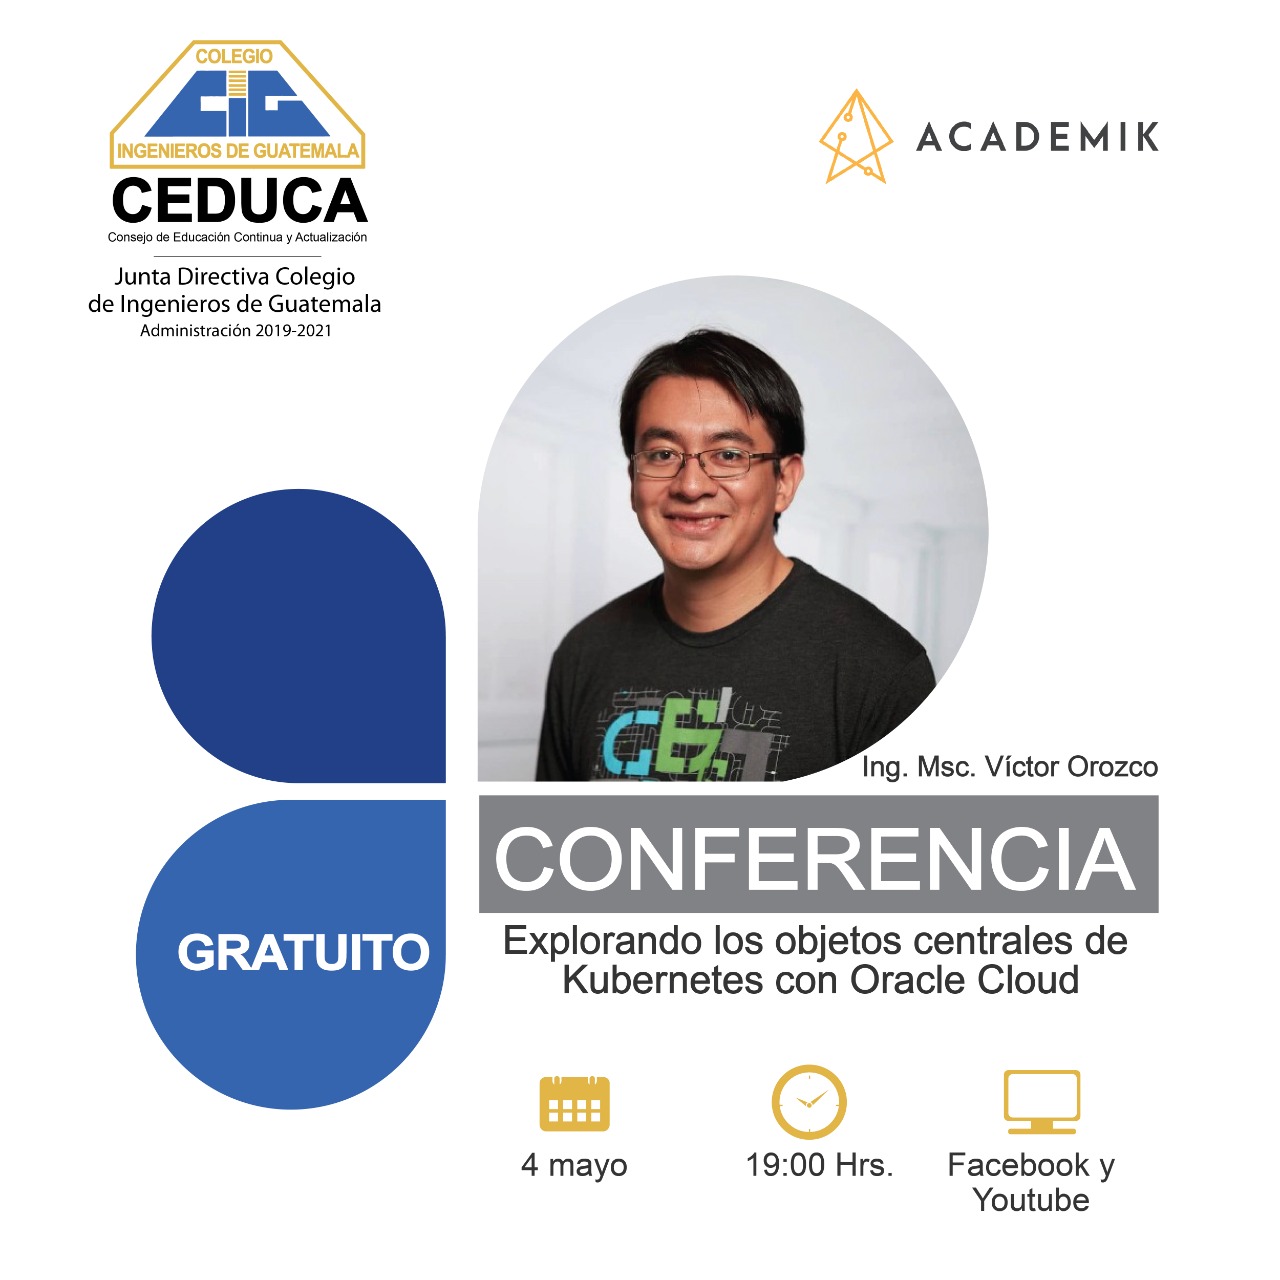 COLEGIO
CIG
INGENIEROS DE GUATEMALA
CEDUCA
Consejo de Educación Continua y Actualización
Junta Directiva Colegio
de Ingenieros de Guatemala
Administración 2019-2021
ACADEMIK
Ing. Msc. Víctor Orozco
CONFERENCIA
GRATUITO
Explorando los objetos centrales de
Kubernetes con Oracle Cloud
4 mayo
19:00 Hrs.
Facebook y
Youtube